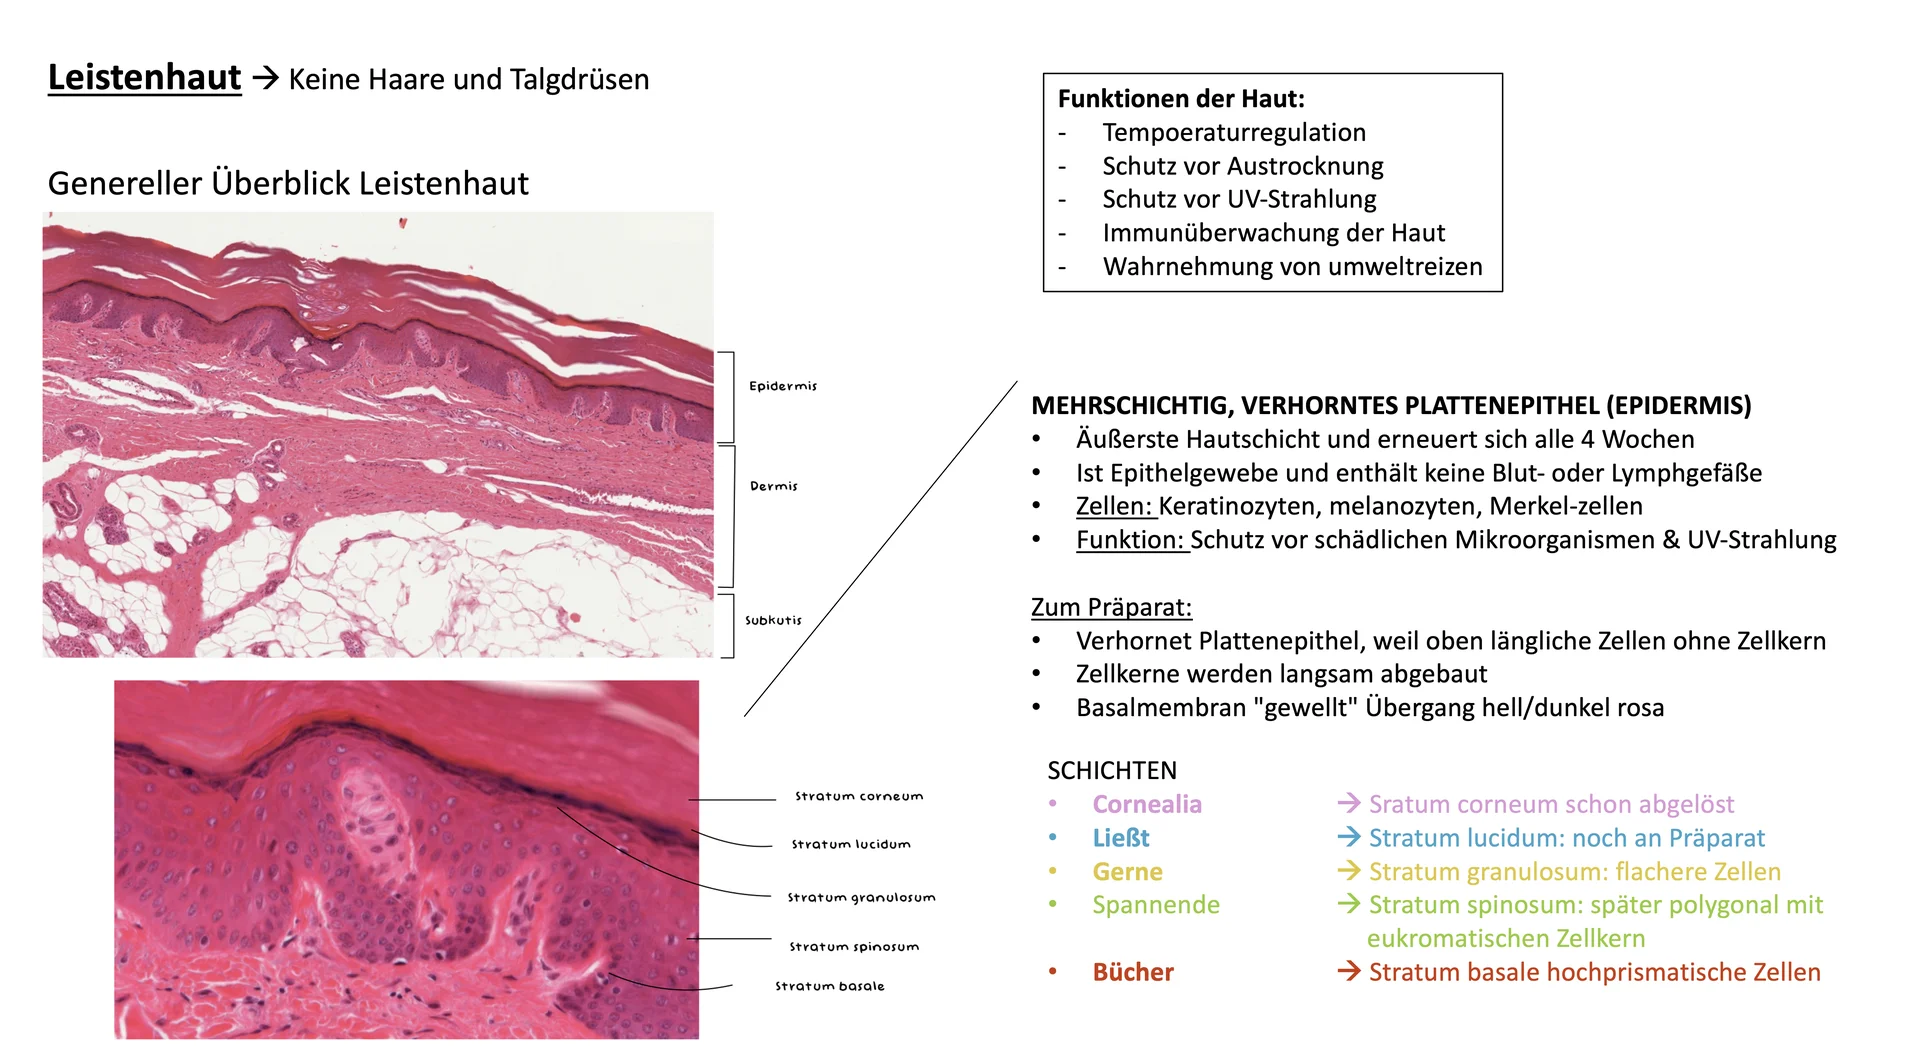 Leistenhaut → Keine Haare und Talgdrüsen
Genereller Überblick Leistenhaut
Epidermis
Dermis
Subkutis
Stratum corneum
Stratum lucidum
Stratum granulosum
Stratum spinosum
Stratum basale
Funktionen der Haut:
- Tempoeraturregulation
- Schutz vor Austrocknung
- Schutz vor UV-Strahlung
- Immunüberwachung der Haut
- Wahrnehmung von umweltreizen
MEHRSCHICHTIG, VERHORNTES PLATTENEPITHEL (EPIDERMIS)
• Äußerste Hautschicht und erneuert sich alle 4 Wochen
• Ist Epithelgewebe und enthält keine Blut- oder Lymphgefäße
• Zellen: Keratinozyten, melanozyten, Merkel-zellen
• Funktion: Schutz vor schädlichen Mikroorganismen & UV-Strahlung
Zum Präparat:
• Verhornet Plattenepithel, weil oben längliche Zellen ohne Zellkern
• Zellkerne werden langsam abgebaut
• Basalmembran "gewellt" Übergang hell/dunkel rosa
SCHICHTEN
• Cornealia → Sratum corneum schon abgelöst
• Ließt → Stratum lucidum: noch an Präparat
• Gerne → Stratum granulosum: flachere Zellen
• Spannende → Stratum spinosum: später polygonal mit
eukromatischen Zellkern
• Bücher → Stratum basale hochprismatische Zellen